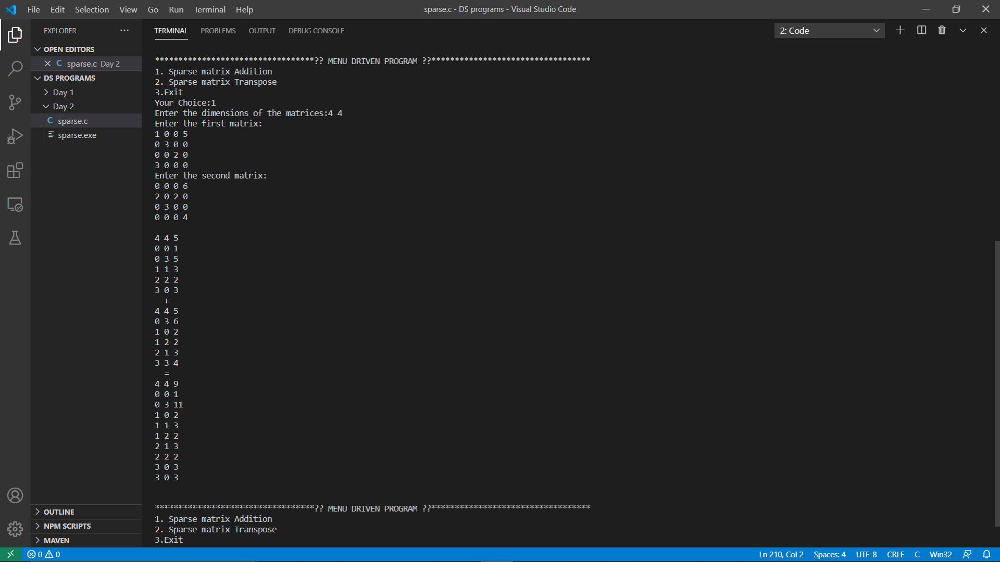 File Edit Selection View Go Run Terminal Help
sparse.c - DS programs - Visual Studio Code
EXPLORER
OPEN EDITORS
C sparse.c Day 2
DS PROGRAMS
Day 1
Day 2
C sparse.c
sparse.exe
OUTLINE
NPM SCRIPTS
MAVEN
TERMINAL PROBLEMS OUTPUT DEBUG CONSOLE
2: Code
**********************************?? MENU DRIVEN PROGRAM ??**********************************
1. Sparse matrix Addition
2. Sparse matrix Transpose
3.Exit
Your Choice:1
Enter the dimensions of the matrices:4 4
Enter the first matrix:
1 0 0 5
0 3 0 0
0 0 2 0
3 0 0 0
Enter the second matrix:
0 0 0 6
2 0 2 0
0 3 0 0
0 0 0 4
4 4 5
0 0 1
0 3 5
1 1 3
2 2 2
3 0 3
+
4 4 5
0 3 6
1 0 2
1 2 2
2 1 3
3 3 4
=
4 4 9
0 0 1
0 3 11
1 0 2
1 1 3
1 2 2
2 1 3
2 2 2
3 0 3
3 0 3
**********************************?? MENU DRIVEN PROGRAM ??**********************************
1. Sparse matrix Addition
2. Sparse matrix Transpose
3.Exit
0 0
Ln 210, Col 2 Spaces: 4 UTF-8 CRLF C Win32